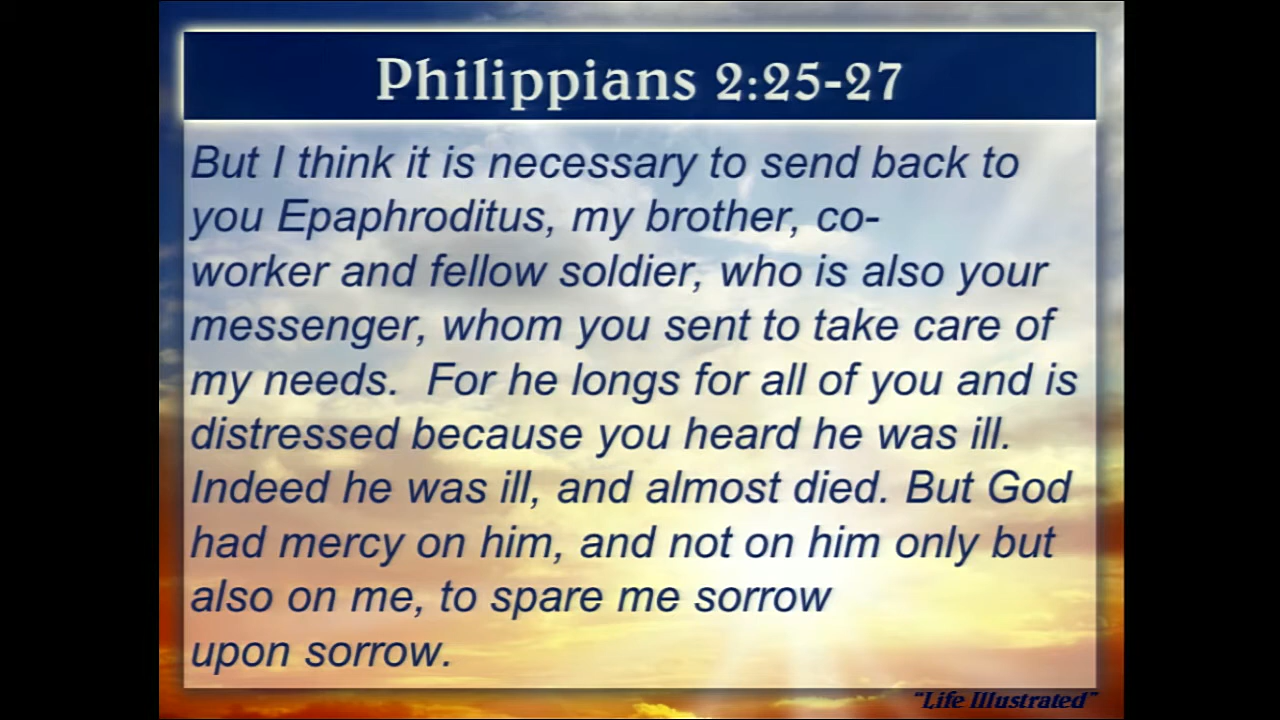 Philippians 2:25-27
But I think it is necessary to send back to
you Epaphroditus, my brother, co-
worker and fellow soldier, who is also your
messenger, whom you sent to take care of
my needs.  For he longs for all of you and is
distressed because you heard he was ill.
Indeed he was ill, and almost died. But God
had mercy on him, and not on him only but
also on me, to spare me sorrow
upon sorrow.
"Life Illustrated"